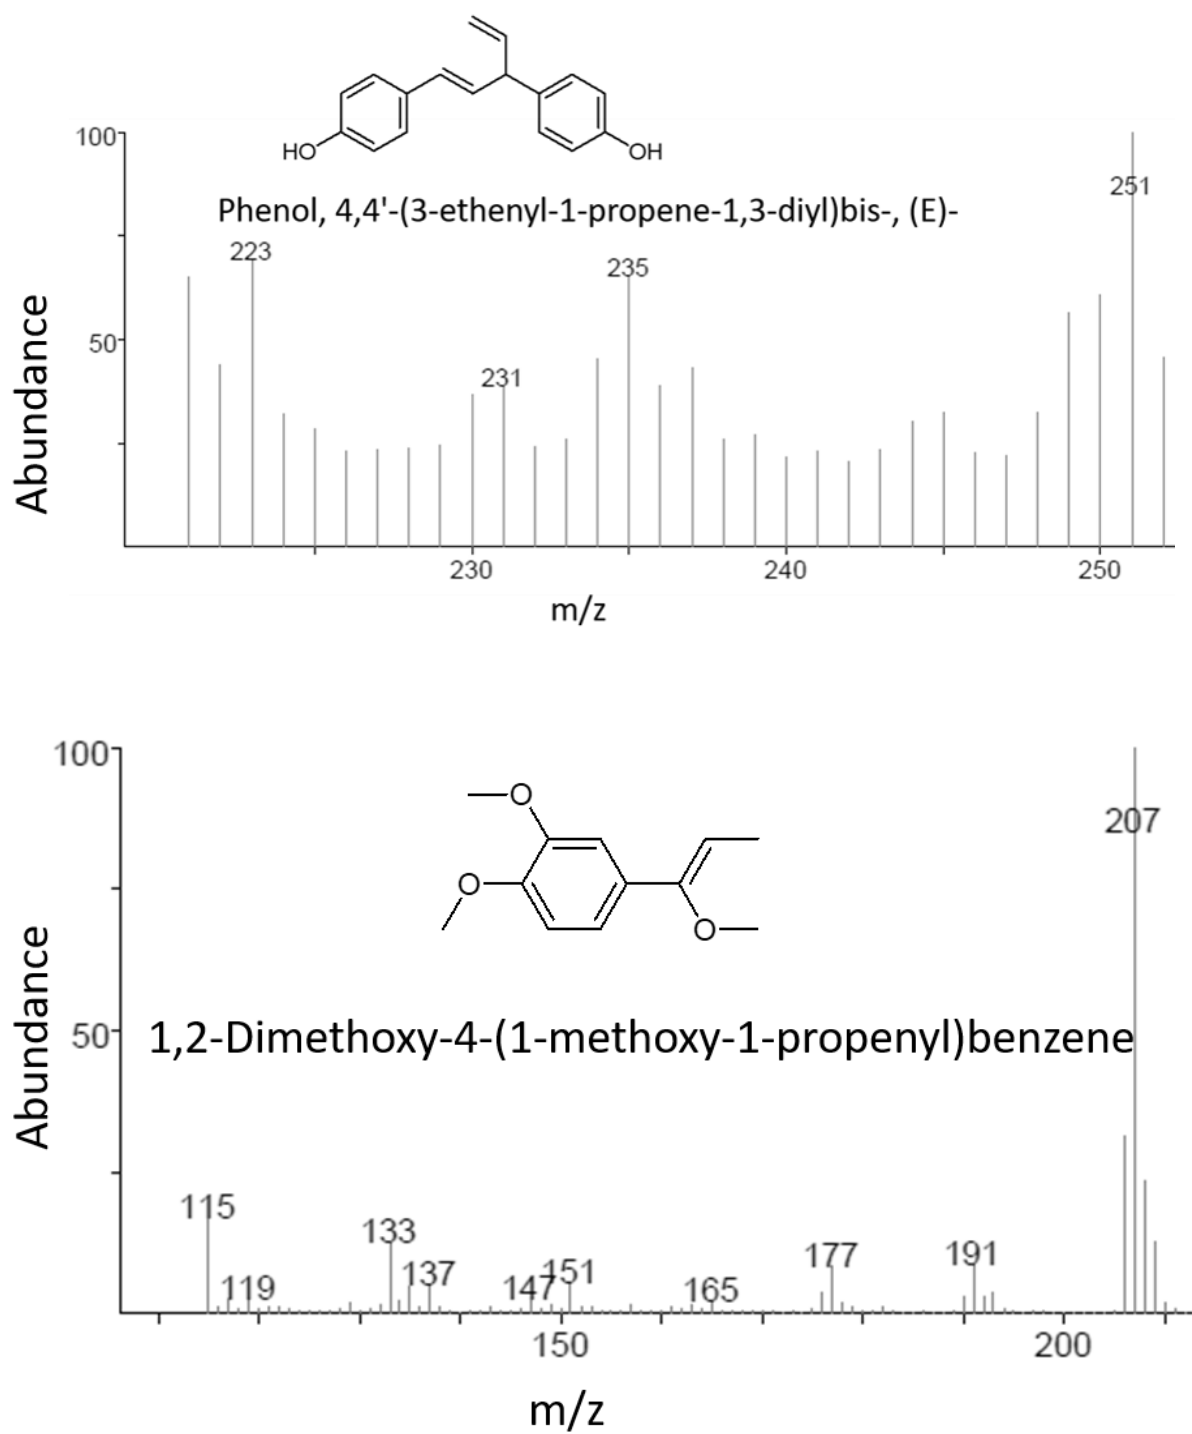 HO
OH
Phenol, 4,4'-(3-ethenyl-1-propene-1,3-diyl)bis-, (E)-
100
251
223
235
Abundance
50
231
230
240
250
m/z
100
O
207
O
O
Abundance
50
1,2-Dimethoxy-4-(1-methoxy-1-propenyl)benzene
115
133
177
191
119
137
147
151
165
150
200
m/z